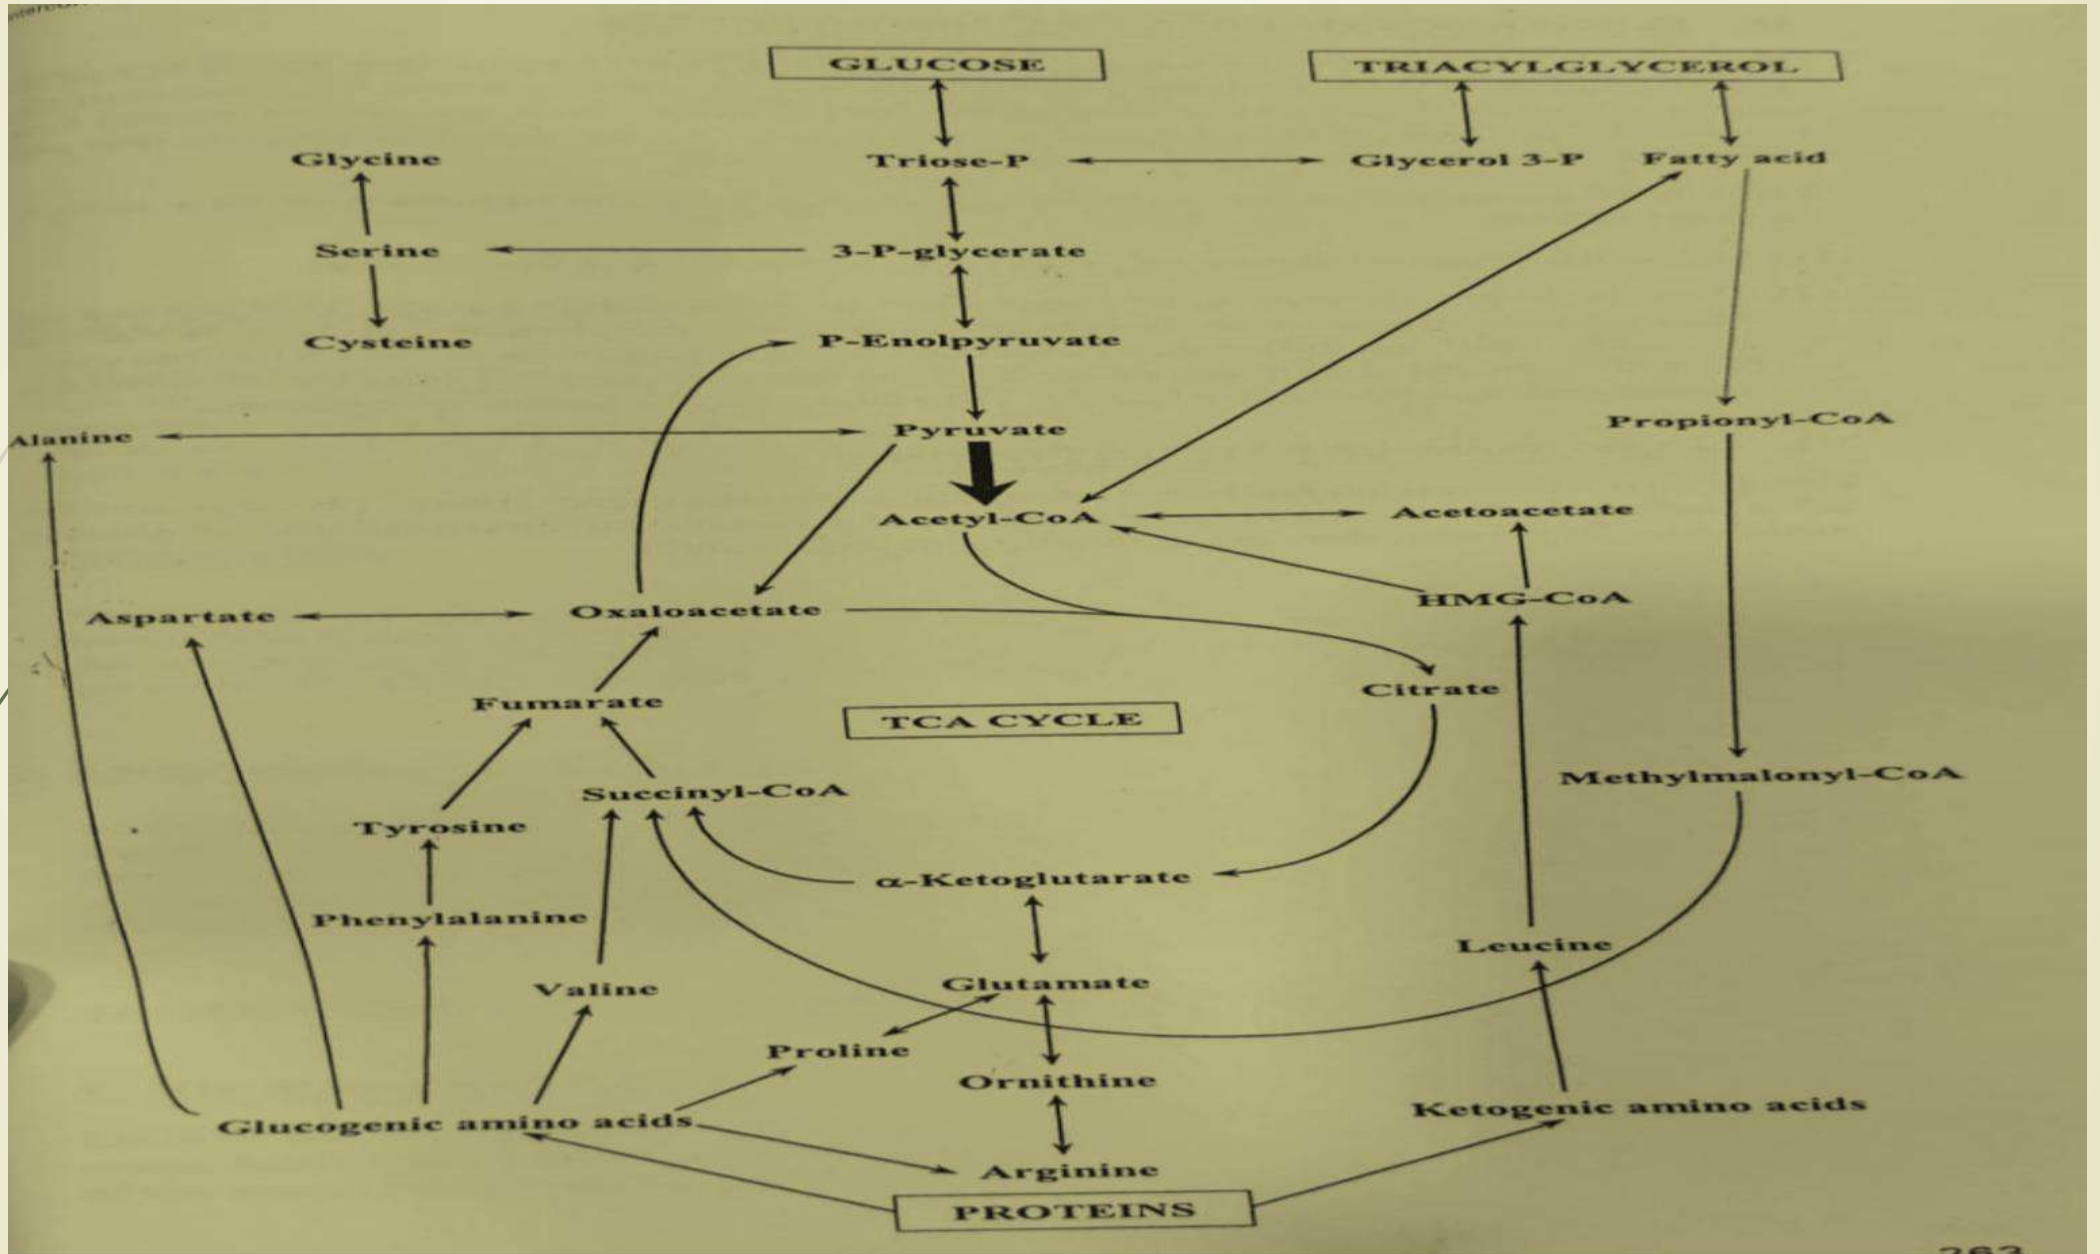 GLUCOSE
TRIACYLGLYCEROL
Glycine
Triose-P
Glycerol 3-P
Fatty acid
Serine
3-P-glycerate
Cysteine
P-Enolpyruvate
Alanine
Pyruvate
Propionyl-CoA
Acetyl-CoA
Acetoacetate
Aspartate
Oxaloacetate
HMG-CoA
Fumarate
TCA CYCLE
Citrate
Succinyl-CoA
Methylmalonyl-CoA
Tyrosine
α-Ketoglutarate
Phenylalanine
Leucine
Valine
Glutamate
Proline
Ornithine
Glucogenic amino acids
Ketogenic amino acids
Arginine
PROTEINS